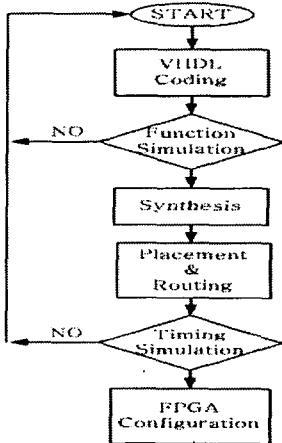 START
VHDL
Coding
NO
Function
Simulation
Synthesis
Placement
&
Routing
NO
Timing
Simulation
FPGA
Configuration